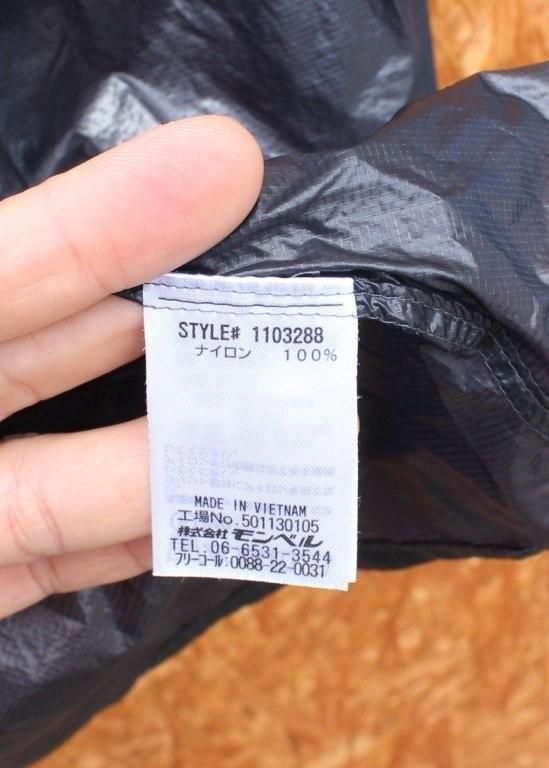 STYLE# 1103288
ナイロン 100%
MADE IN VIETNAM
工場No.501130105
株式会社 モンベル
TEL.06-6531-3544
フリーコール:0088-22-0031